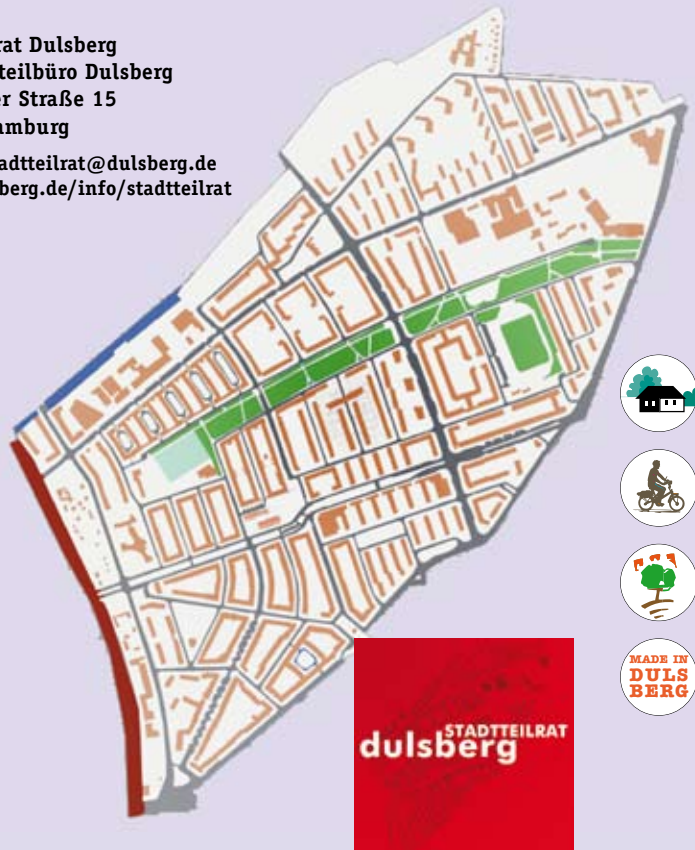 rat Dulsberg
teilbüro Dulsberg
er Straße 15
amburg
adtteilrat@dulsberg.de
berg.de/info/stadtteilrat
MADE IN
DULS
BERG
STADTTEILRAT
dulsberg